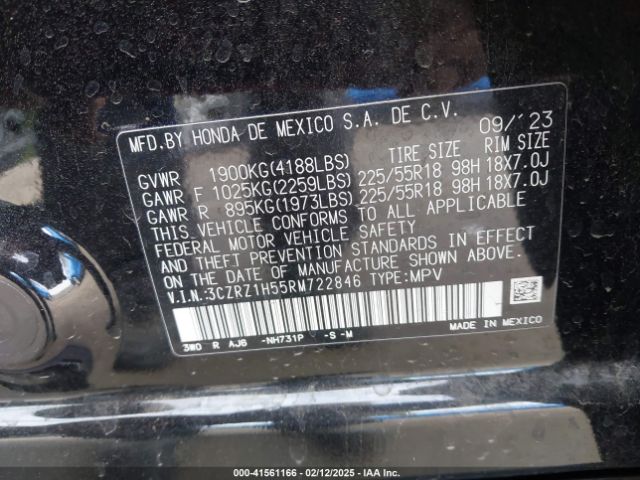 MFD.BY HONDA DE MEXICO S.A. DE C.V. 09/'23
TIRE SIZE RIM SIZE
GVWR 1900KG(4188LBS)
GAWR F 1025KG(2259LBS) 225/55R18 98H 18X7.0J
GAWR R 895KG(1973LBS) 225/55R18 98H 18X7.0J
THIS VEHICLE CONFORMS TO ALL APPLICABLE
FEDERAL MOTOR VEHICLE SAFETY
AND THEFT PREVENTION STANDARDS IN EFFECT
ON THE DATE OF MANUFACTURE SHOWN ABOVE.
V.I.N.:3CZRZ1H55RM722846 TYPE:MPV
3W0 R AJ6 -NH731P -S -M
MADE IN MEXICO
000-41561166 - 02/12/2025 - IAA Inc.